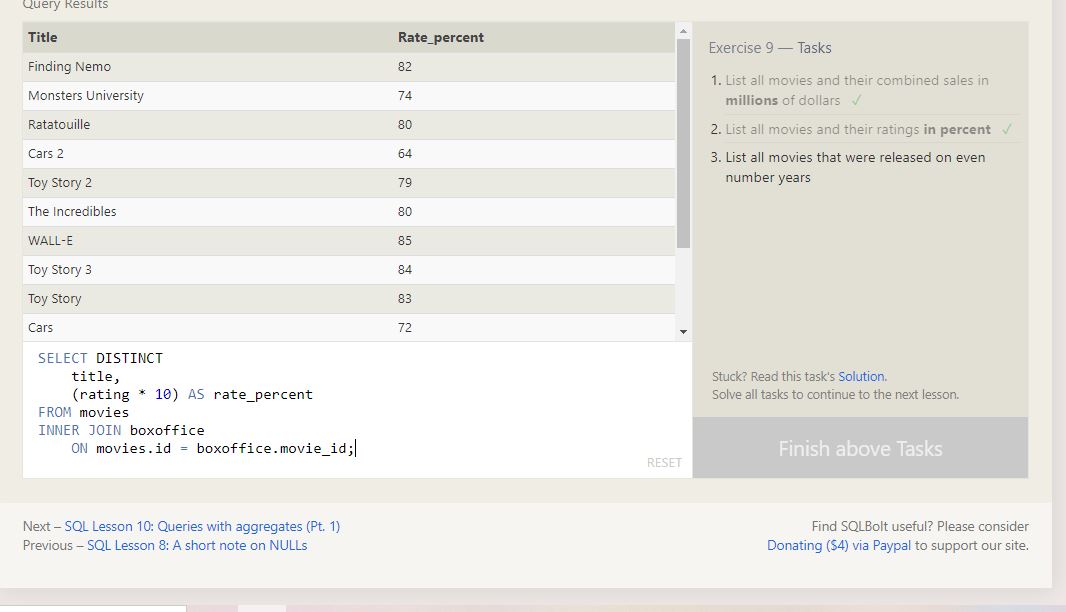 Query Results
Title Rate_percent
Finding Nemo 82
Monsters University 74
Ratatouille 80
Cars 2 64
Toy Story 2 79
The Incredibles 80
WALL-E 85
Toy Story 3 84
Toy Story 83
Cars 72
SELECT DISTINCT
title,
(rating * 10) AS rate_percent
FROM movies
INNER JOIN boxoffice
ON movies.id = boxoffice.movie_id;
RESET
Exercise 9 — Tasks
1. List all movies and their combined sales in
millions of dollars ✓
2. List all movies and their ratings in percent ✓
3. List all movies that were released on even
number years
Stuck? Read this task's Solution.
Solve all tasks to continue to the next lesson.
Finish above Tasks
Next – SQL Lesson 10: Queries with aggregates (Pt. 1)
Previous – SQL Lesson 8: A short note on NULLs
Find SQLBolt useful? Please consider
Donating ($4) via Paypal to support our site.